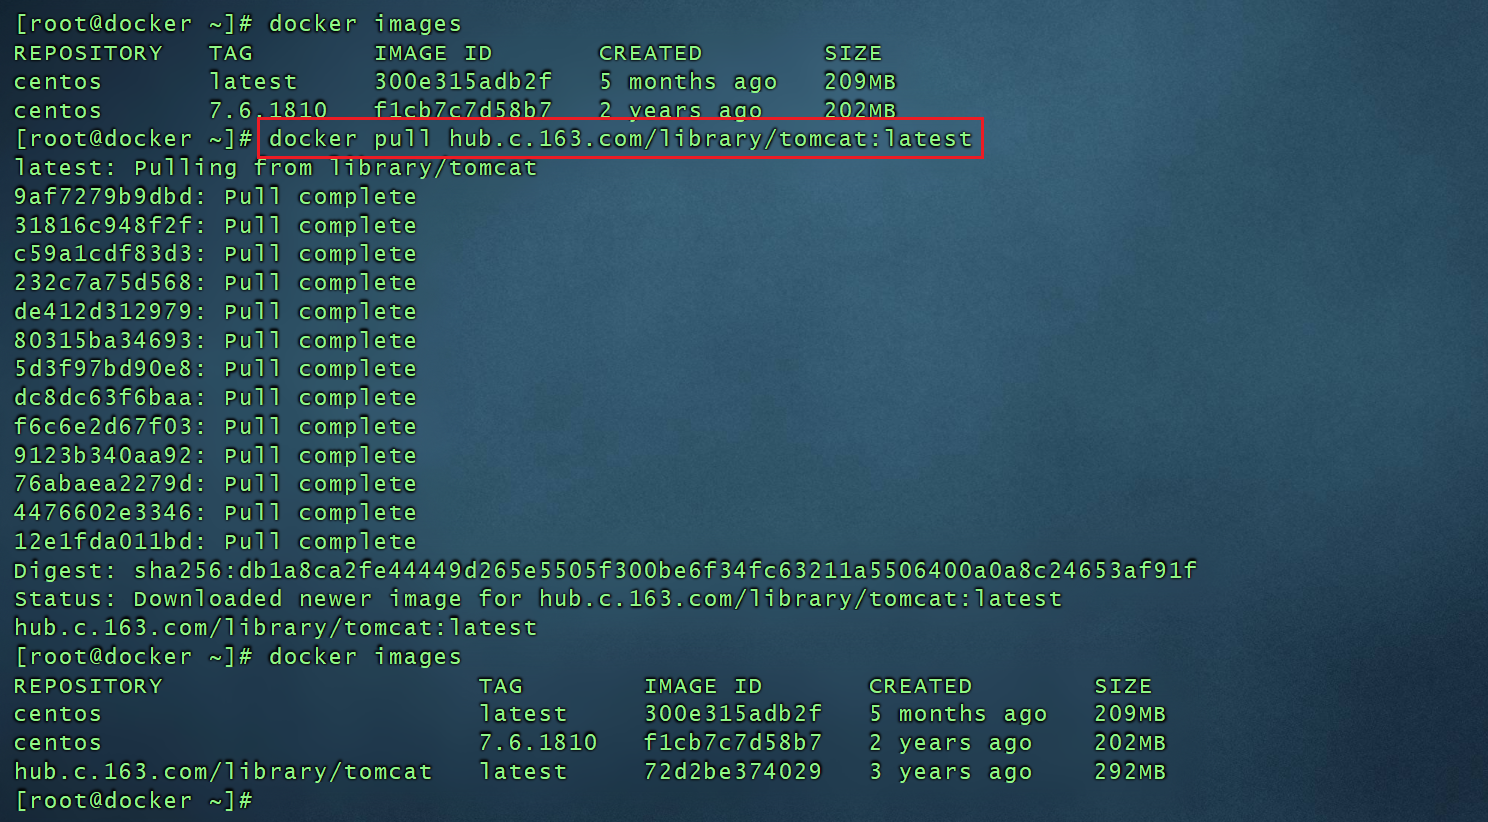 [root@docker ~]# docker images
REPOSITORY TAG IMAGE ID CREATED SIZE
centos latest 300e315adb2f 5 months ago 209MB
centos 7.6.1810 f1cb7c7d58b7 2 years ago 202MB
[root@docker ~]# docker pull hub.c.163.com/library/tomcat:latest
latest: Pulling from library/tomcat
9af7279b9dbd: Pull complete
31816c948f2f: Pull complete
c59a1cdf83d3: Pull complete
232c7a75d568: Pull complete
de412d312979: Pull complete
80315ba34693: Pull complete
5d3f97bd90e8: Pull complete
dc8dc63f6baa: Pull complete
f6c6e2d67f03: Pull complete
9123b340aa92: Pull complete
76abaea2279d: Pull complete
4476602e3346: Pull complete
12e1fda011bd: Pull complete
Digest: sha256:db1a8ca2fe44449d265e5505f300be6f34fc63211a5506400a0a8c24653af91f
Status: Downloaded newer image for hub.c.163.com/library/tomcat:latest
hub.c.163.com/library/tomcat:latest
[root@docker ~]# docker images
REPOSITORY TAG IMAGE ID CREATED SIZE
centos latest 300e315adb2f 5 months ago 209MB
centos 7.6.1810 f1cb7c7d58b7 2 years ago 202MB
hub.c.163.com/library/tomcat latest 72d2be374029 3 years ago 292MB
[root@docker ~]#